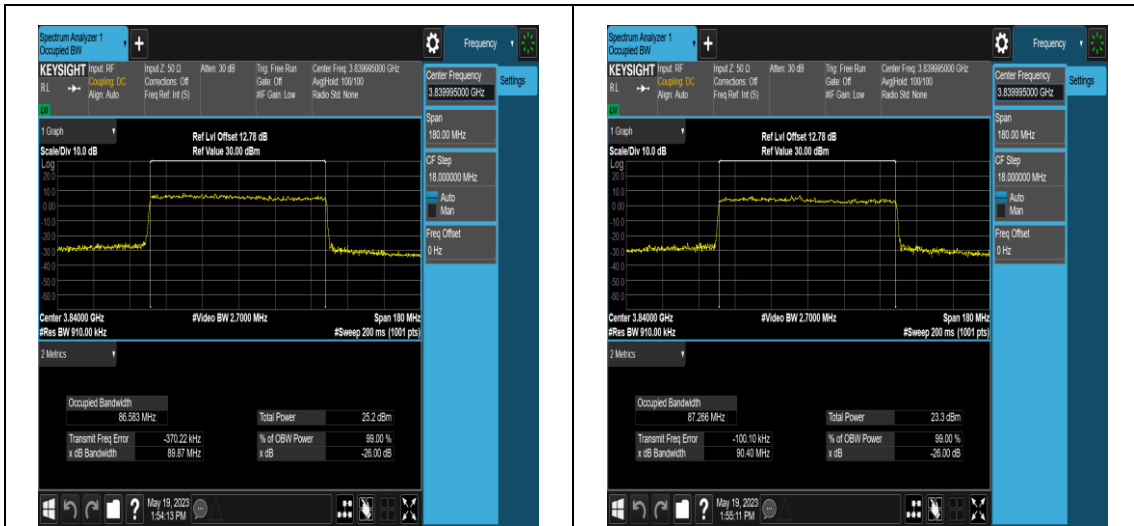 Spectrum Analyzer 1
Occupied BW
+
Frequency
KEYSIGHT
RL
Input: RF
Coupling: DC
Align: Auto
Input Z: 50 Ω
Corrections: Off
Freq Ref: Int (S)
Atten: 30 dB
Trig: Free Run
Gate: Off
#IF Gain: Low
Center Freq: 3.839995000 GHz
Avg|Hold: 100/100
Radio Std: None
LXI
Center Frequency
3.839995000 GHz
Settings
Span
180.00 MHz
CF Step
18.000000 MHz
Auto
Man
Freq Offset
0 Hz
1 Graph
Scale/Div 10.0 dB
Ref Lvl Offset 12.78 dB
Ref Value 30.00 dBm
Log
20.0
10.0
0.00
-10.0
-20.0
-30.0
-40.0
-50.0
-60.0
Center 3.84000 GHz
#Res BW 910.00 kHz
#Video BW 2.7000 MHz
Span 180 MHz
#Sweep 200 ms (1001 pts)
2 Metrics
Occupied Bandwidth
86.583 MHz
Transmit Freq Error -370.22 kHz
x dB Bandwidth 89.87 MHz
Total Power 25.2 dBm
% of OBW Power 99.00 %
x dB -26.00 dB
?
May 19, 2023
1:54:13 PM
Spectrum Analyzer 1
Occupied BW
+
Frequency
KEYSIGHT
RL
Input: RF
Coupling: DC
Align: Auto
Input Z: 50 Ω
Corrections: Off
Freq Ref: Int (S)
Atten: 30 dB
Trig: Free Run
Gate: Off
#IF Gain: Low
Center Freq: 3.839995000 GHz
Avg|Hold: 100/100
Radio Std: None
LXI
Center Frequency
3.839995000 GHz
Settings
Span
180.00 MHz
CF Step
18.000000 MHz
Auto
Man
Freq Offset
0 Hz
1 Graph
Scale/Div 10.0 dB
Ref Lvl Offset 12.78 dB
Ref Value 30.00 dBm
Log
20.0
10.0
0.00
-10.0
-20.0
-30.0
-40.0
-50.0
-60.0
Center 3.84000 GHz
#Res BW 910.00 kHz
#Video BW 2.7000 MHz
Span 180 MHz
#Sweep 200 ms (1001 pts)
2 Metrics
Occupied Bandwidth
87.266 MHz
Transmit Freq Error -100.10 kHz
x dB Bandwidth 90.40 MHz
Total Power 23.3 dBm
% of OBW Power 99.00 %
x dB -26.00 dB
?
May 19, 2023
1:55:11 PM